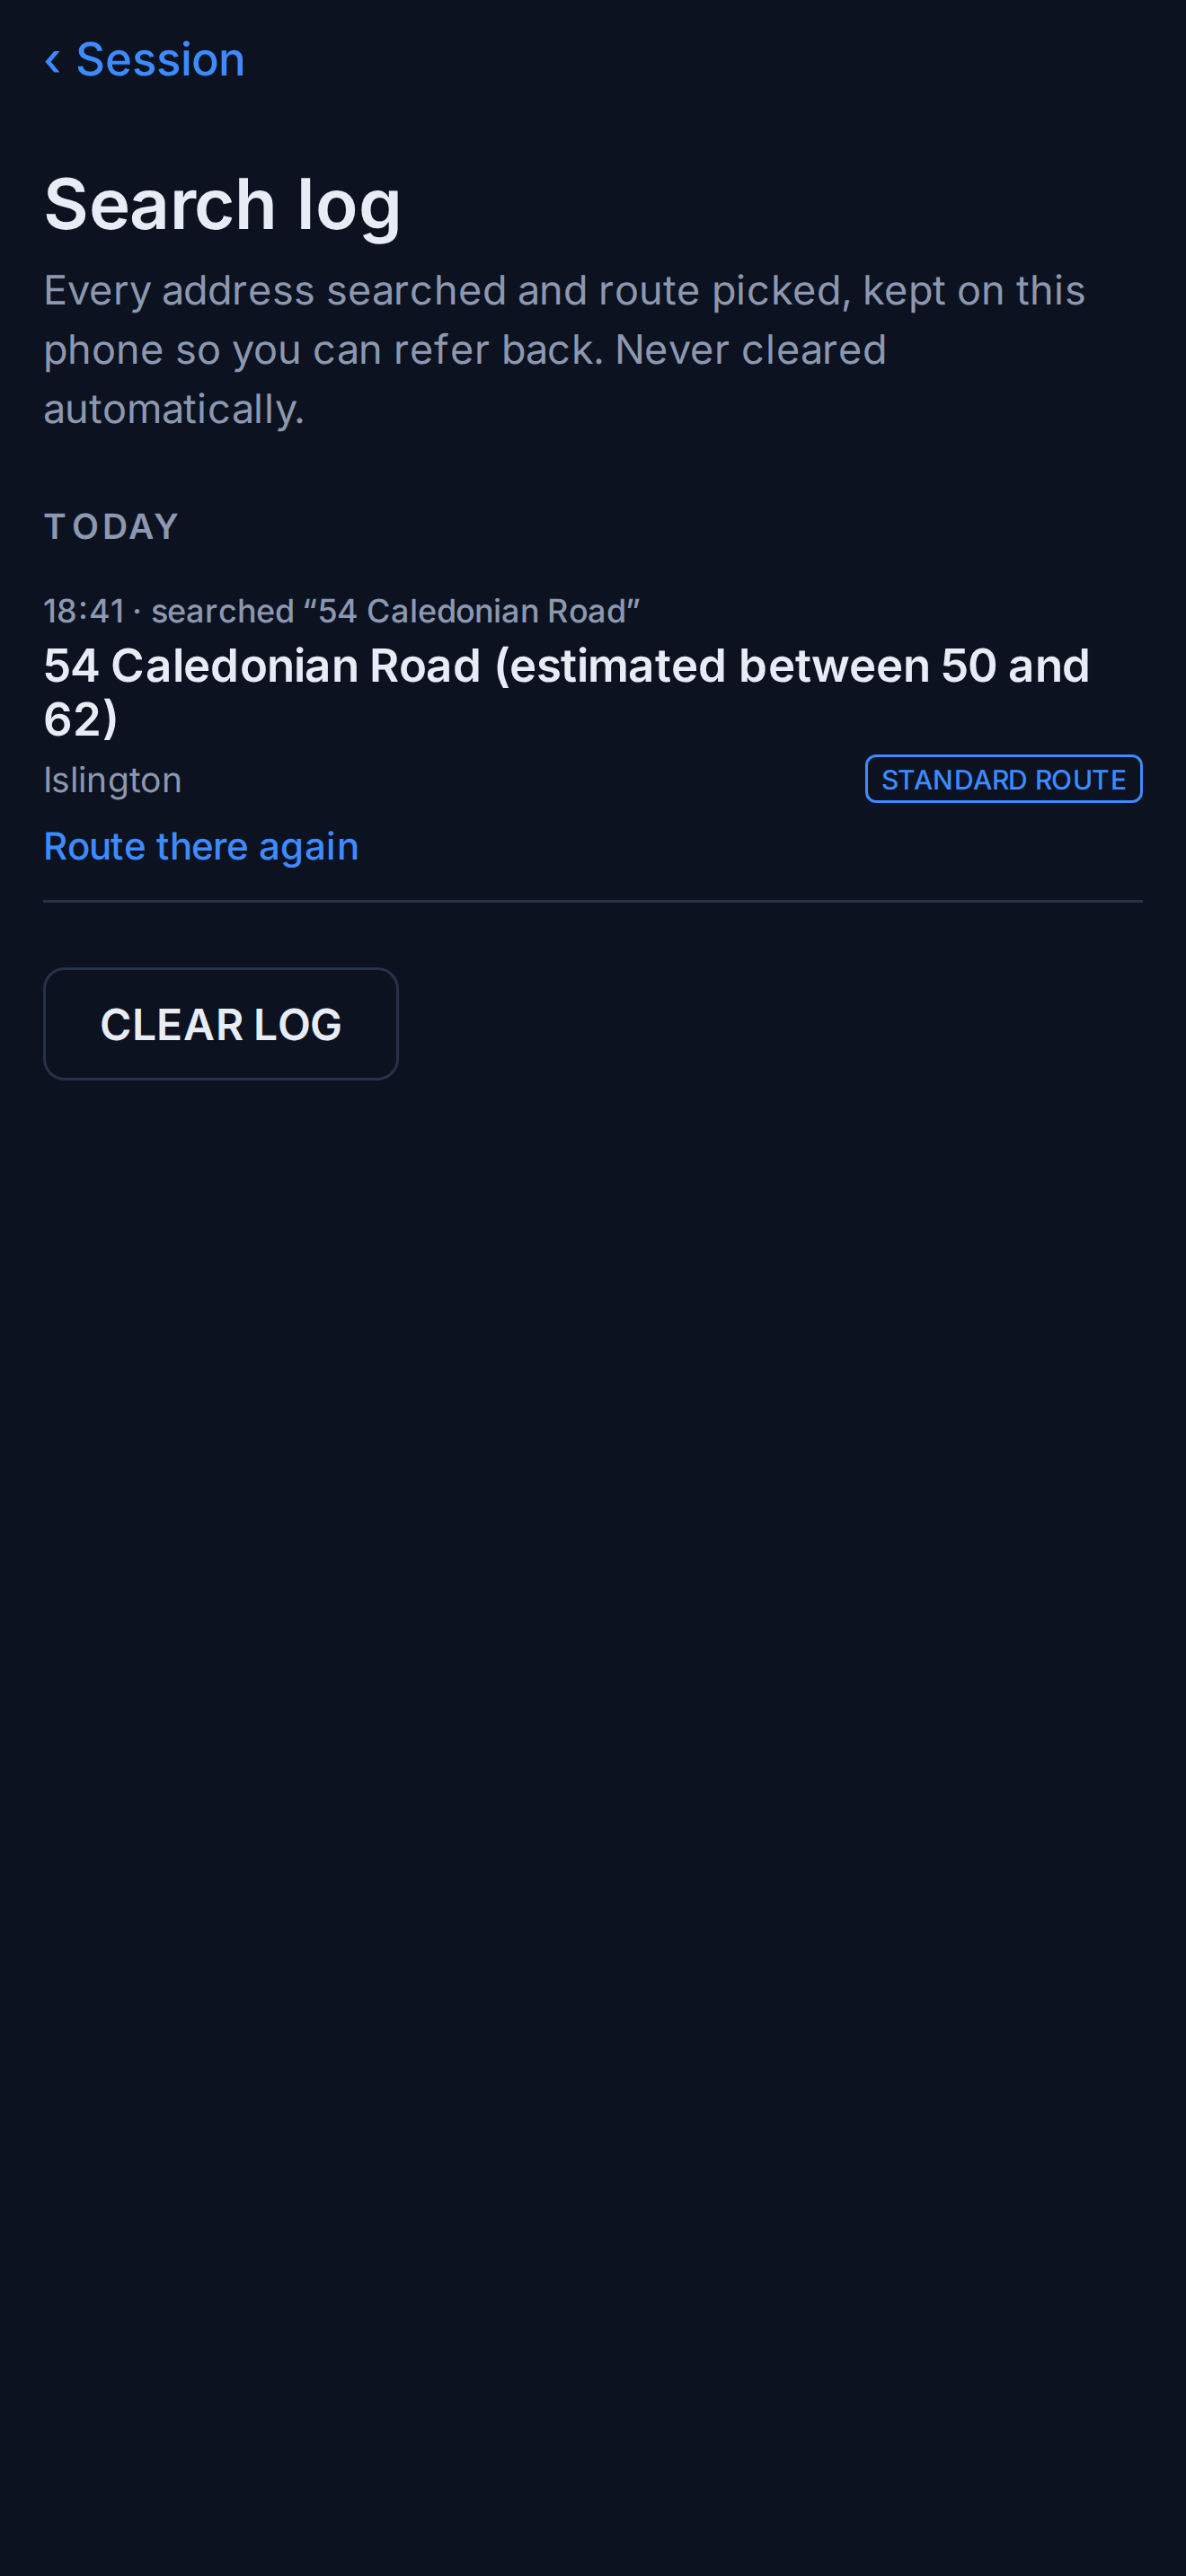 ‹ Session
Search log
Every address searched and route picked, kept on this
phone so you can refer back. Never cleared
automatically.
TODAY
18:41 · searched “54 Caledonian Road”
54 Caledonian Road (estimated between 50 and
62)
Islington
STANDARD ROUTE
Route there again
CLEAR LOG